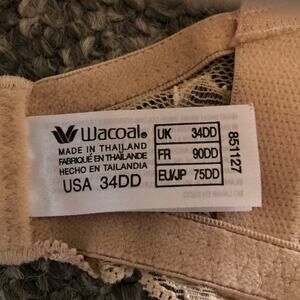 Wacoal®
MADE IN THAILAND
FABRIQUÉ EN THAÏLANDE
HECHO EN TAILANDIA
USA 34DD
UK 34DD
FR 90DD
EU/JP 75DD
851127